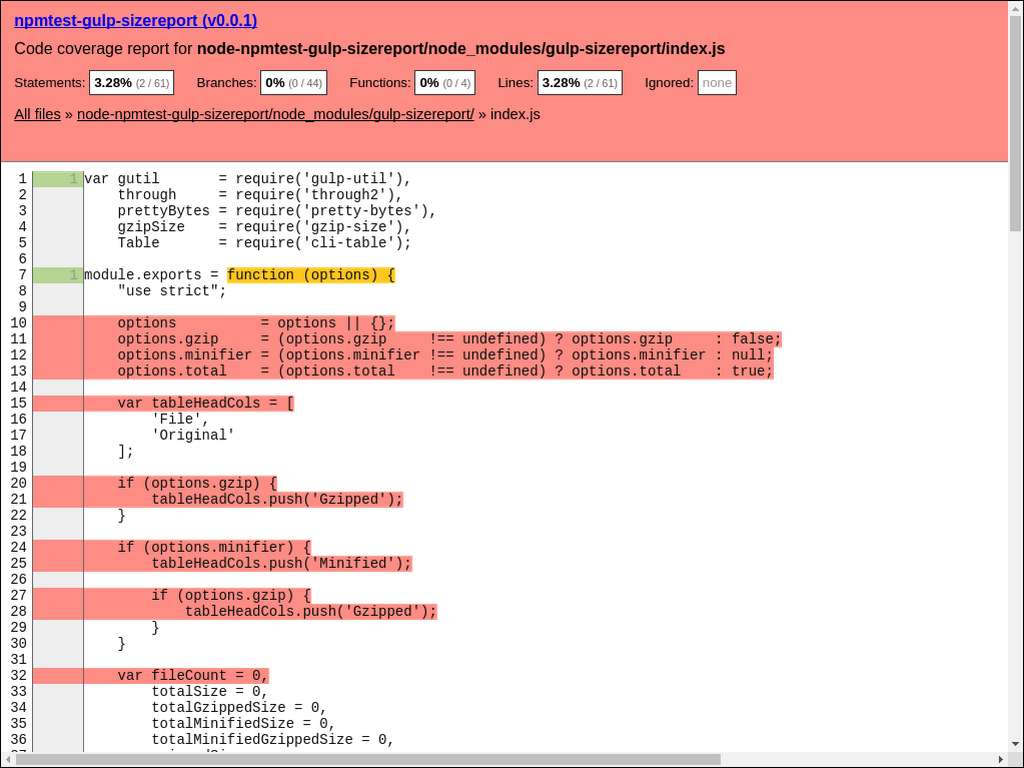 npmtest-gulp-sizereport (v0.0.1)
Code coverage report for node-npmtest-gulp-sizereport/node_modules/gulp-sizereport/index.js
Statements: 3.28% (2 / 61) Branches: 0% (0 / 44) Functions: 0% (0 / 4) Lines: 3.28% (2 / 61) Ignored: none
All files » node-npmtest-gulp-sizereport/node_modules/gulp-sizereport/ » index.js
1 1 var gutil       = require('gulp-util'),
2     through     = require('through2'),
3     prettyBytes = require('pretty-bytes'),
4     gzipSize    = require('gzip-size'),
5     Table       = require('cli-table');
6
7 1 module.exports = function (options) {
8     "use strict";
9
10     options          = options || {};
11     options.gzip     = (options.gzip     !== undefined) ? options.gzip     : false;
12     options.minifier = (options.minifier !== undefined) ? options.minifier : null;
13     options.total    = (options.total    !== undefined) ? options.total    : true;
14
15     var tableHeadCols = [
16         'File',
17         'Original'
18     ];
19
20     if (options.gzip) {
21         tableHeadCols.push('Gzipped');
22     }
23
24     if (options.minifier) {
25         tableHeadCols.push('Minified');
26
27         if (options.gzip) {
28             tableHeadCols.push('Gzipped');
29         }
30     }
31
32     var fileCount = 0,
33         totalSize = 0,
34         totalGzippedSize = 0,
35         totalMinifiedSize = 0,
36         totalMinifiedGzippedSize = 0,